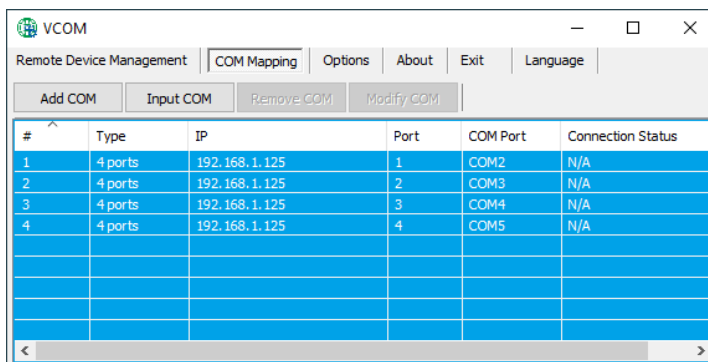 VCOM
Remote Device Management COM Mapping Options About Exit Language
Add COM Input COM Remove COM Modify COM
# Type IP Port COM Port Connection Status
1 4 ports 192.168.1.125 1 COM2 N/A
2 4 ports 192.168.1.125 2 COM3 N/A
3 4 ports 192.168.1.125 3 COM4 N/A
4 4 ports 192.168.1.125 4 COM5 N/A